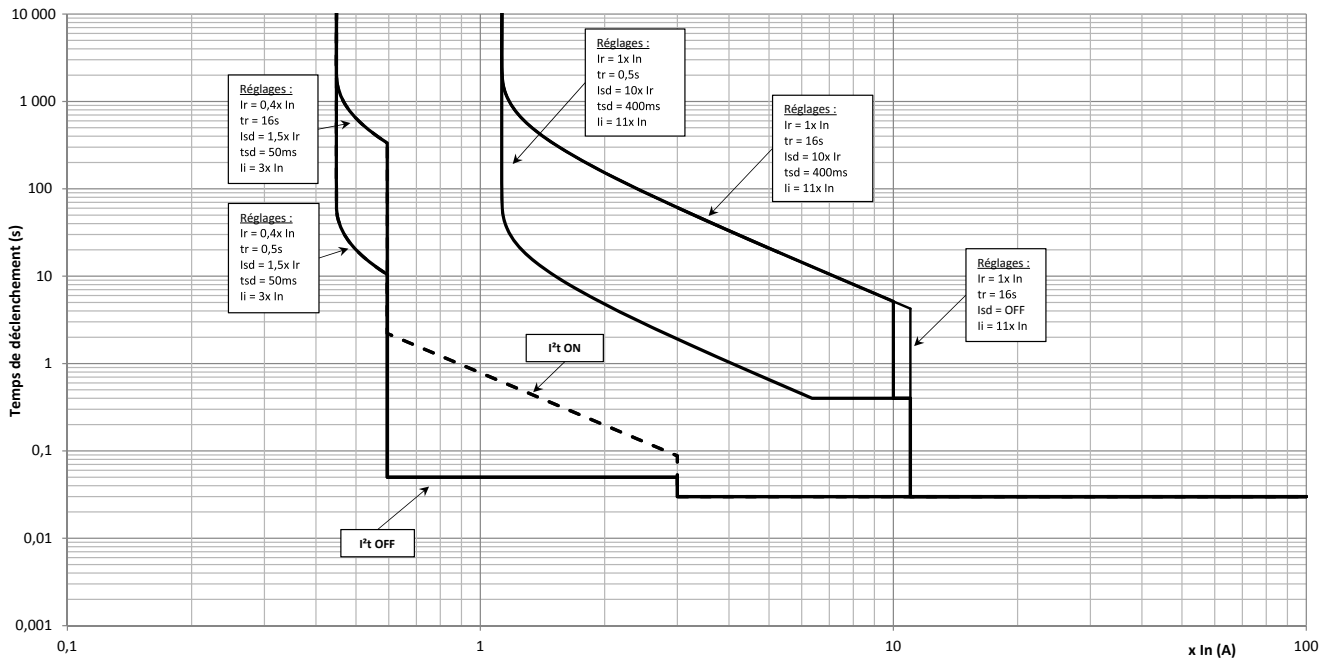 10 000
1 000
100
10
1
0,1
0,01
0,001
Temps de déclenchement (s)
Réglages :
Ir = 0,4x In
tr = 16s
Isd = 1,5x Ir
tsd = 50ms
Ii = 3x In
Réglages :
Ir = 0,4x In
tr = 0,5s
Isd = 1,5x Ir
tsd = 50ms
Ii = 3x In
Réglages :
Ir = 1x In
tr = 0,5s
Isd = 10x Ir
tsd = 400ms
Ii = 11x In
Réglages :
Ir = 1x In
tr = 16s
Isd = 10x Ir
tsd = 400ms
Ii = 11x In
Réglages :
Ir = 1x In
tr = 16s
Isd = OFF
Ii = 11x In
I²t ON
I²t OFF
0,1
1
10
100
x In (A)